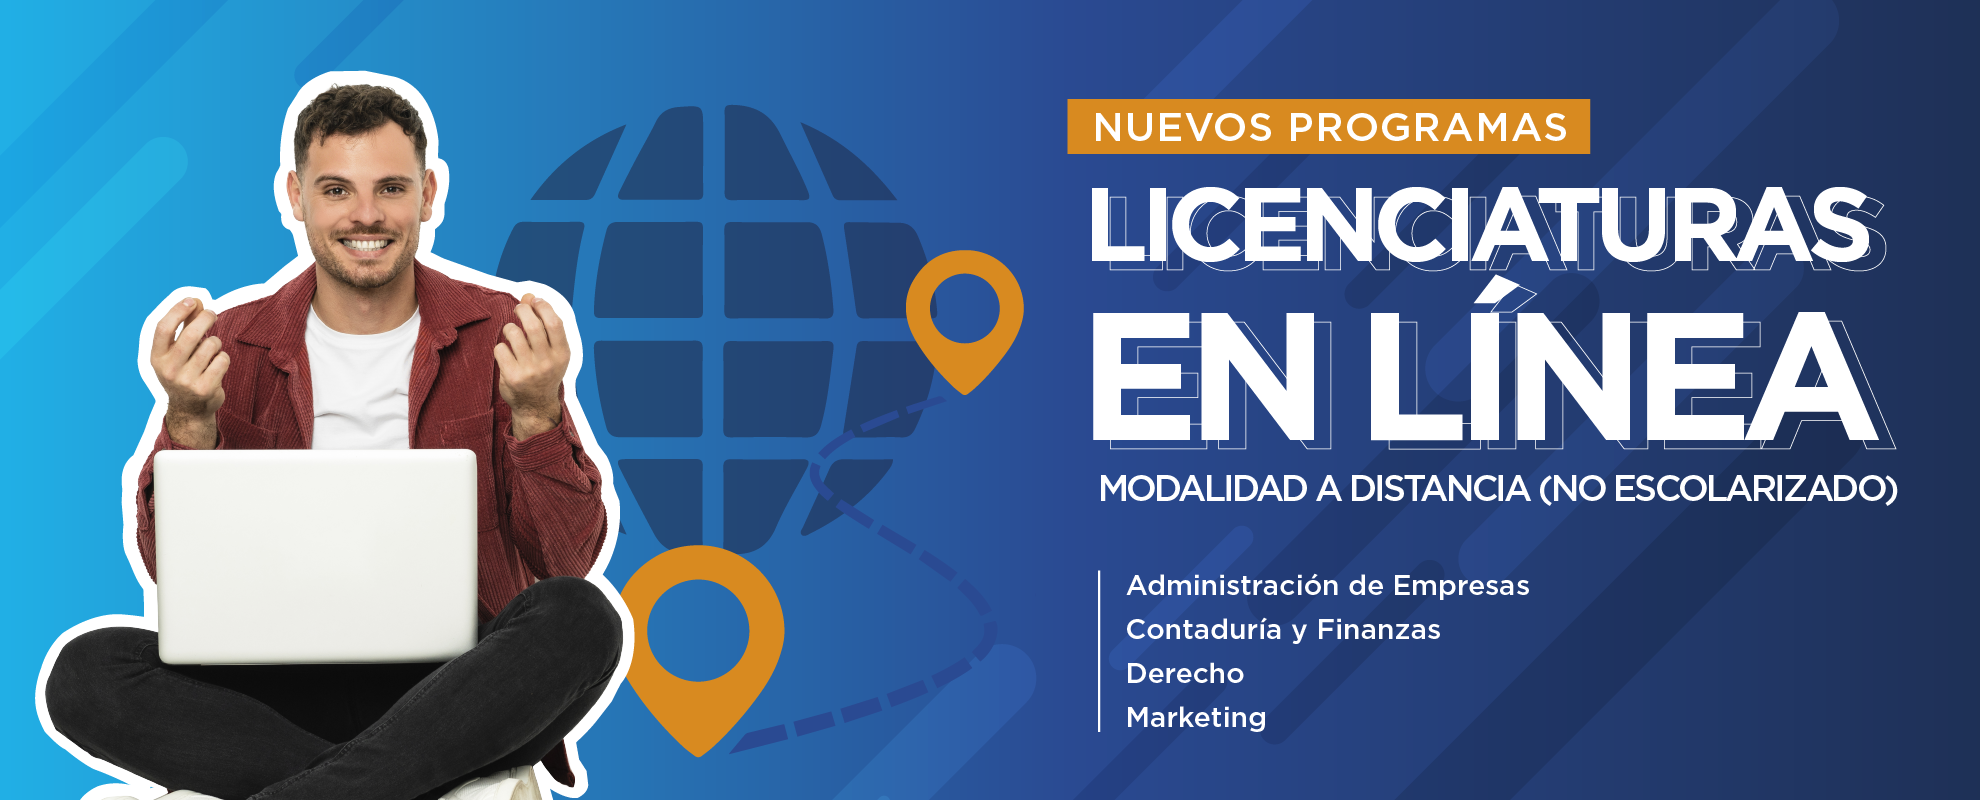 NUEVOS PROGRAMAS
LICENCIATURAS
EN LÍNEA
MODALIDAD A DISTANCIA (NO ESCOLARIZADO)
Administración de Empresas
Contaduría y Finanzas
Derecho
Marketing